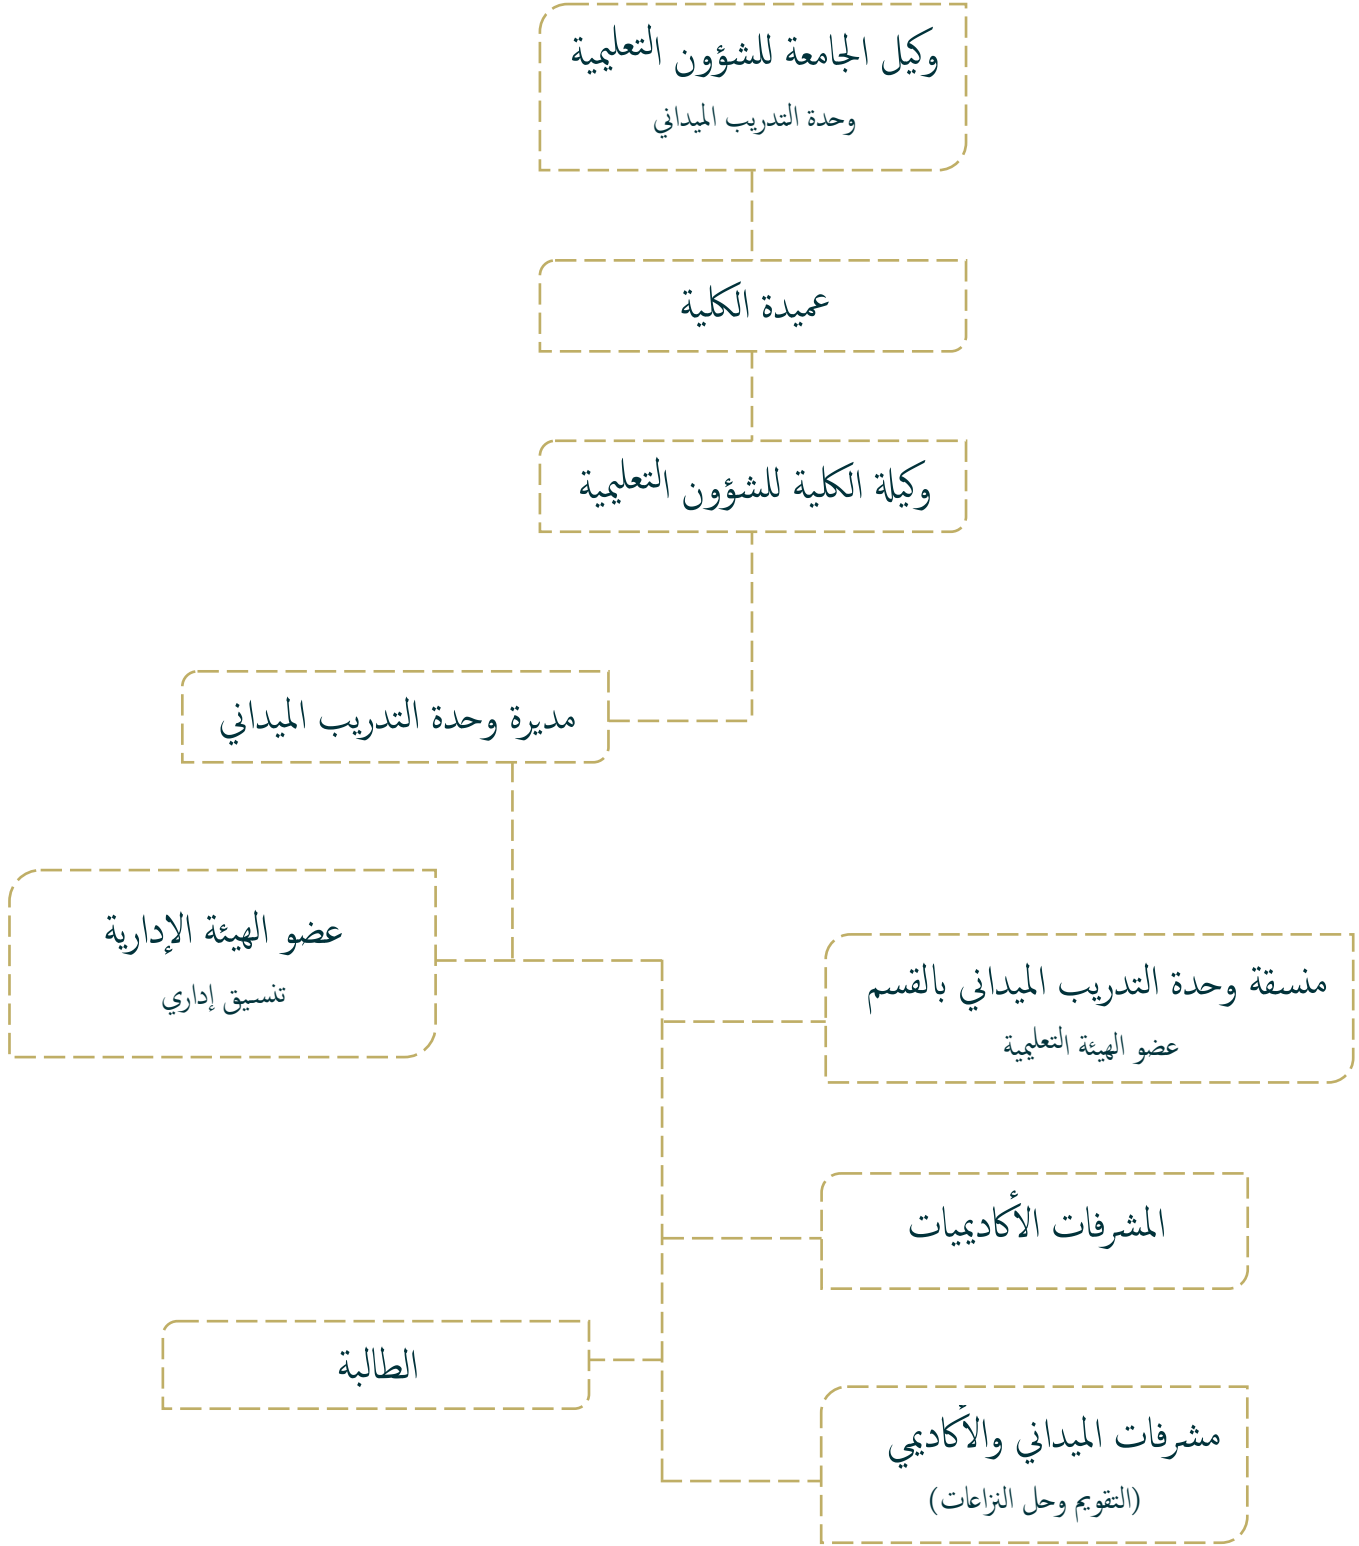 وكيل الجامعة للشؤون التعليمية
وحدة التدريب الميداني
عميدة الكلية
وكيلة الكلية للشؤون التعليمية
مديرة وحدة التدريب الميداني
عضو الهيئة الإدارية
تنسيق إداري
منسقة وحدة التدريب الميداني بالقسم
عضو الهيئة التعليمية
المشرفات الأكاديميات
الطالبة
مشرفات الميداني والأكاديمي
(التقويم وحل النزاعات)